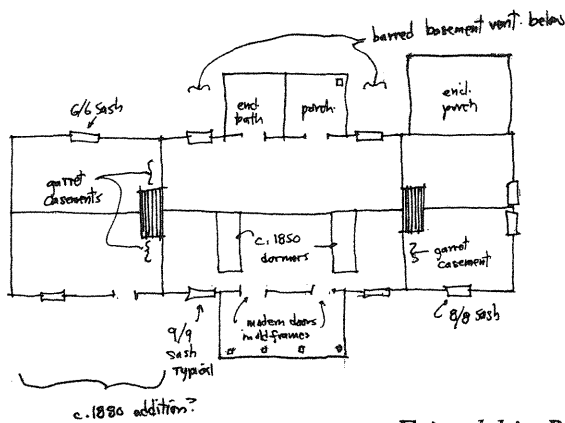 barred basement vent below
encl.
bath
porch
encl.
porch
6/6 sash
garret
casements
c. 1850
dormers
garret
casement
modern doors
in old frames
9/9
sash
typical
8/8 sash
c. 1880 addition?